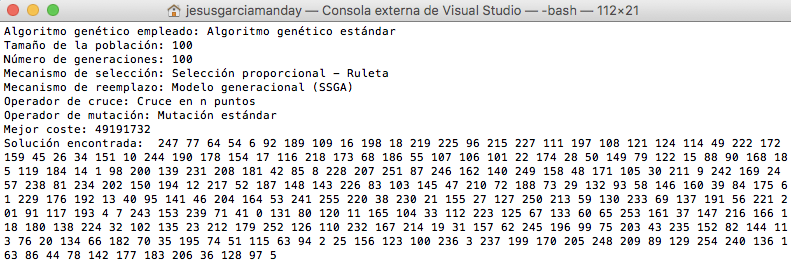 jesusgarciamanday — Consola externa de Visual Studio — -bash — 112×21
Algoritmo genético empleado: Algoritmo genético estándar
Tamaño de la población: 100
Número de generaciones: 100
Mecanismo de selección: Selección proporcional - Ruleta
Mecanismo de reemplazo: Modelo generacional (SSGA)
Operador de cruce: Cruce en n puntos
Operador de mutación: Mutación estándar
Mejor coste: 49191732
Solución encontrada:  247 77 64 54 6 92 189 109 16 198 18 219 225 96 215 227 111 197 108 121 124 114 49 222 172
159 45 26 34 151 10 244 190 178 154 17 116 218 173 68 186 55 107 106 101 22 174 28 50 149 79 122 15 88 90 168 18
5 119 184 14 1 98 200 139 231 208 181 42 85 8 228 207 251 87 246 162 140 249 158 48 171 105 30 211 9 242 169 24
57 238 81 234 202 150 194 12 217 52 187 148 143 226 83 103 145 47 210 72 188 73 29 132 93 58 146 160 39 84 175 6
1 229 176 192 13 40 95 141 46 204 164 53 241 255 220 38 230 21 155 27 127 250 213 59 130 233 69 137 191 56 221 2
01 91 117 193 4 7 243 153 239 71 41 0 131 80 120 11 165 104 33 112 223 125 67 133 60 65 253 161 37 147 216 166 1
18 180 138 224 32 102 135 23 212 179 252 126 110 232 167 214 19 31 157 62 245 196 99 75 203 43 235 152 82 144 11
3 76 20 134 66 182 70 35 195 74 51 115 63 94 2 25 156 123 100 236 3 237 199 170 205 248 209 89 129 254 240 136 1
63 86 44 78 142 177 183 206 36 128 97 5